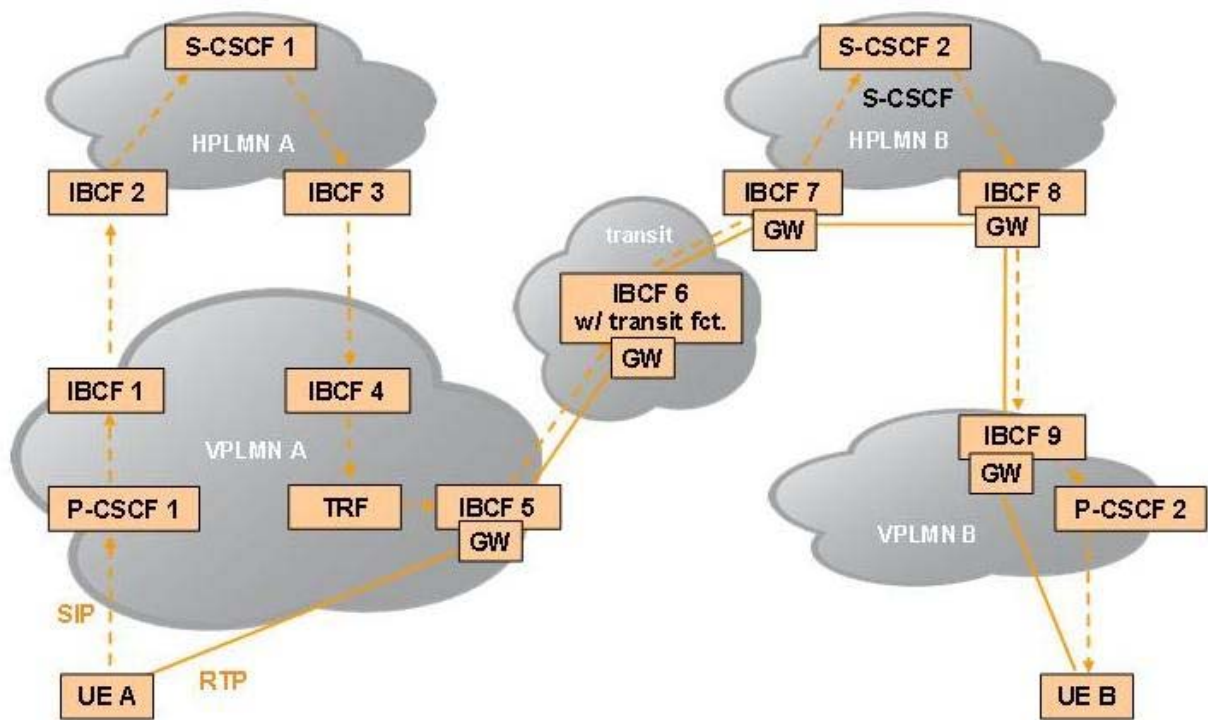 S-CSCF 1
HPLMN A
IBCF 2
IBCF 3
IBCF 1
IBCF 4
VPLMN A
P-CSCF 1
TRF
IBCF 5
GW
SIP
RTP
UE A
transit
IBCF 6
w/ transit fct.
GW
S-CSCF 2
S-CSCF
HPLMN B
IBCF 7
GW
IBCF 8
GW
IBCF 9
GW
P-CSCF 2
VPLMN B
UE B